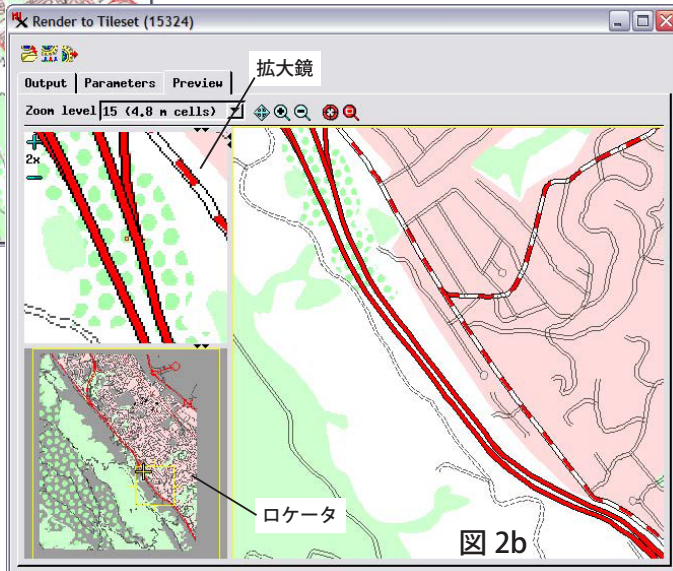 Render to Tileset (15324)
Output Parameters Preview
拡大鏡
Zoom level 15 (4.8 m cells)
2x
ロケータ
図 2b